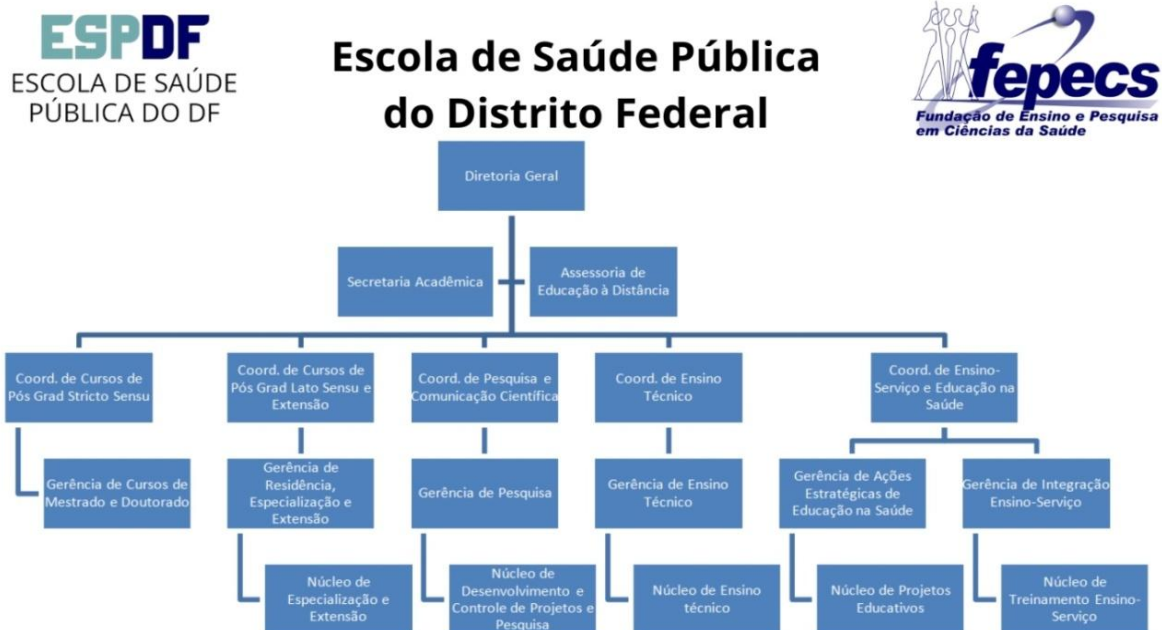 ESPDF
ESCOLA DE SAÚDE
PÚBLICA DO DF
Escola de Saúde Pública
do Distrito Federal
fepecs
Fundação de Ensino e Pesquisa
em Ciências da Saúde
Diretoria Geral
Secretaria Acadêmica
Assessoria de
Educação à Distância
Coord. de Cursos de
Pós Grad Stricto Sensu
Coord. de Cursos de
Pós Grad Lato Sensu e
Extensão
Coord. de Pesquisa e
Comunicação Científica
Coord. de Ensino
Técnico
Coord. de Ensino-
Serviço e Educação na
Saúde
Gerência de Cursos de
Mestrado e Doutorado
Gerência de
Residência,
Especialização e
Extensão
Gerência de Pesquisa
Gerência de Ensino
Técnico
Gerência de Ações
Estratégicas de
Educação na Saúde
Gerência de Integração
Ensino-Serviço
Núcleo de
Especialização e
Extensão
Núcleo de
Desenvolvimento e
Controle de Projetos e
Pesquisa
Núcleo de Ensino
técnico
Núcleo de Projetos
Educativos
Núcleo de
Treinamento Ensino-
Serviço